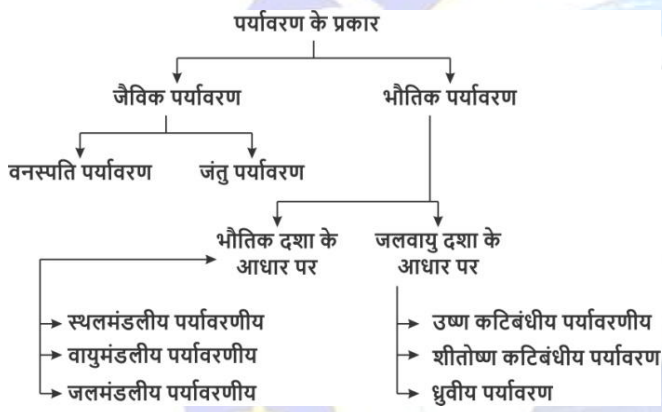 पर्यावरण के प्रकार
जैविक पर्यावरण
भौतिक पर्यावरण
वनस्पति पर्यावरण
जंतु पर्यावरण
भौतिक दशा के
आधार पर
जलवायु दशा के
आधार पर
स्थलमंडलीय पर्यावरणीय
वायुमंडलीय पर्यावरणीय
जलमंडलीय पर्यावरणीय
उष्ण कटिबंधीय पर्यावरणीय
शीतोष्ण कटिबंधीय पर्यावरण
ध्रुवीय पर्यावरण